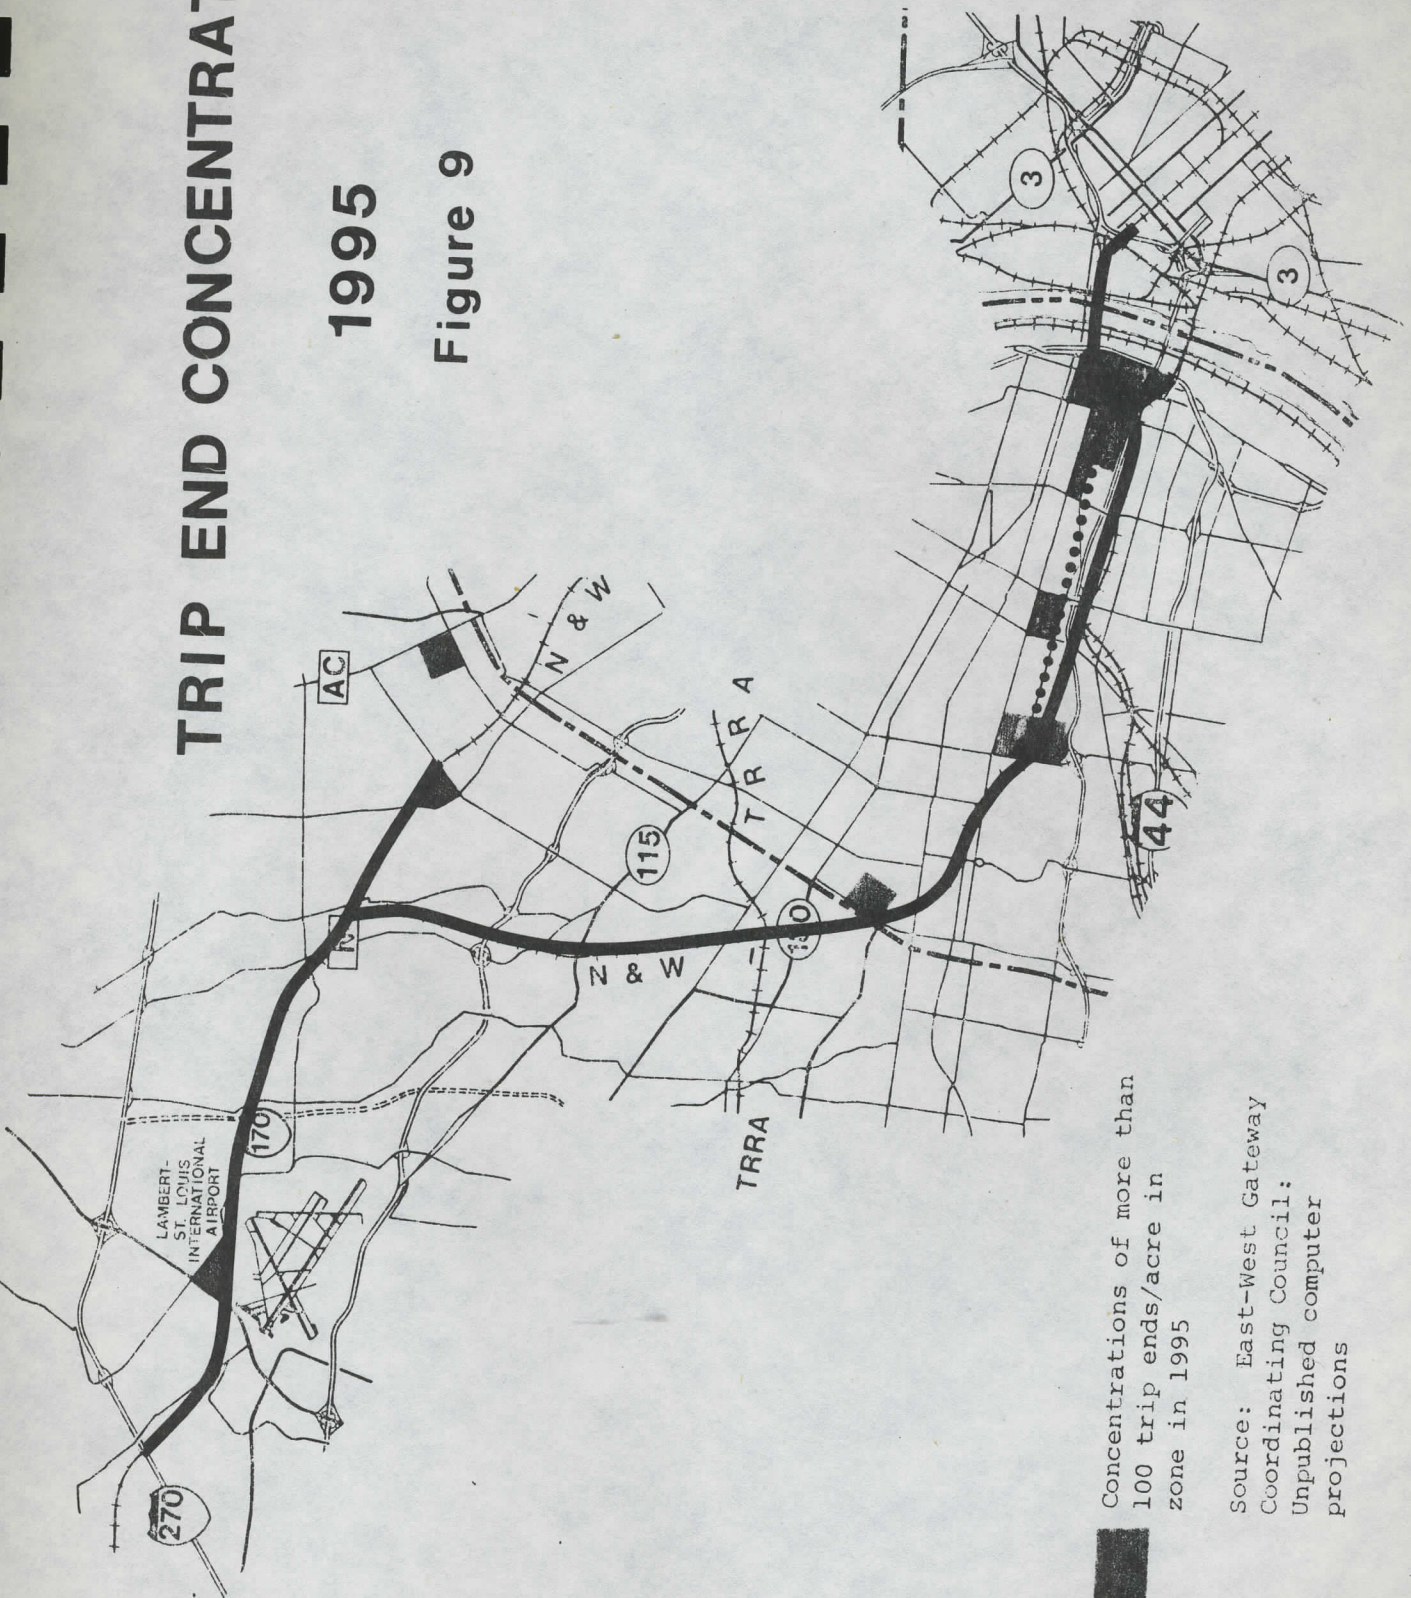 TRIP END CONCENTRAT
1995
Figure 9
270
LAMBERT-
ST. LOUIS
INTERNATIONAL
AIRPORT
170
AC
N & W
N & W
115
TRRA
TRRA
44
3
3
Concentrations of more than
100 trip ends/acre in
zone in 1995
Source: East-West Gateway
Coordinating Council:
Unpublished computer
projections